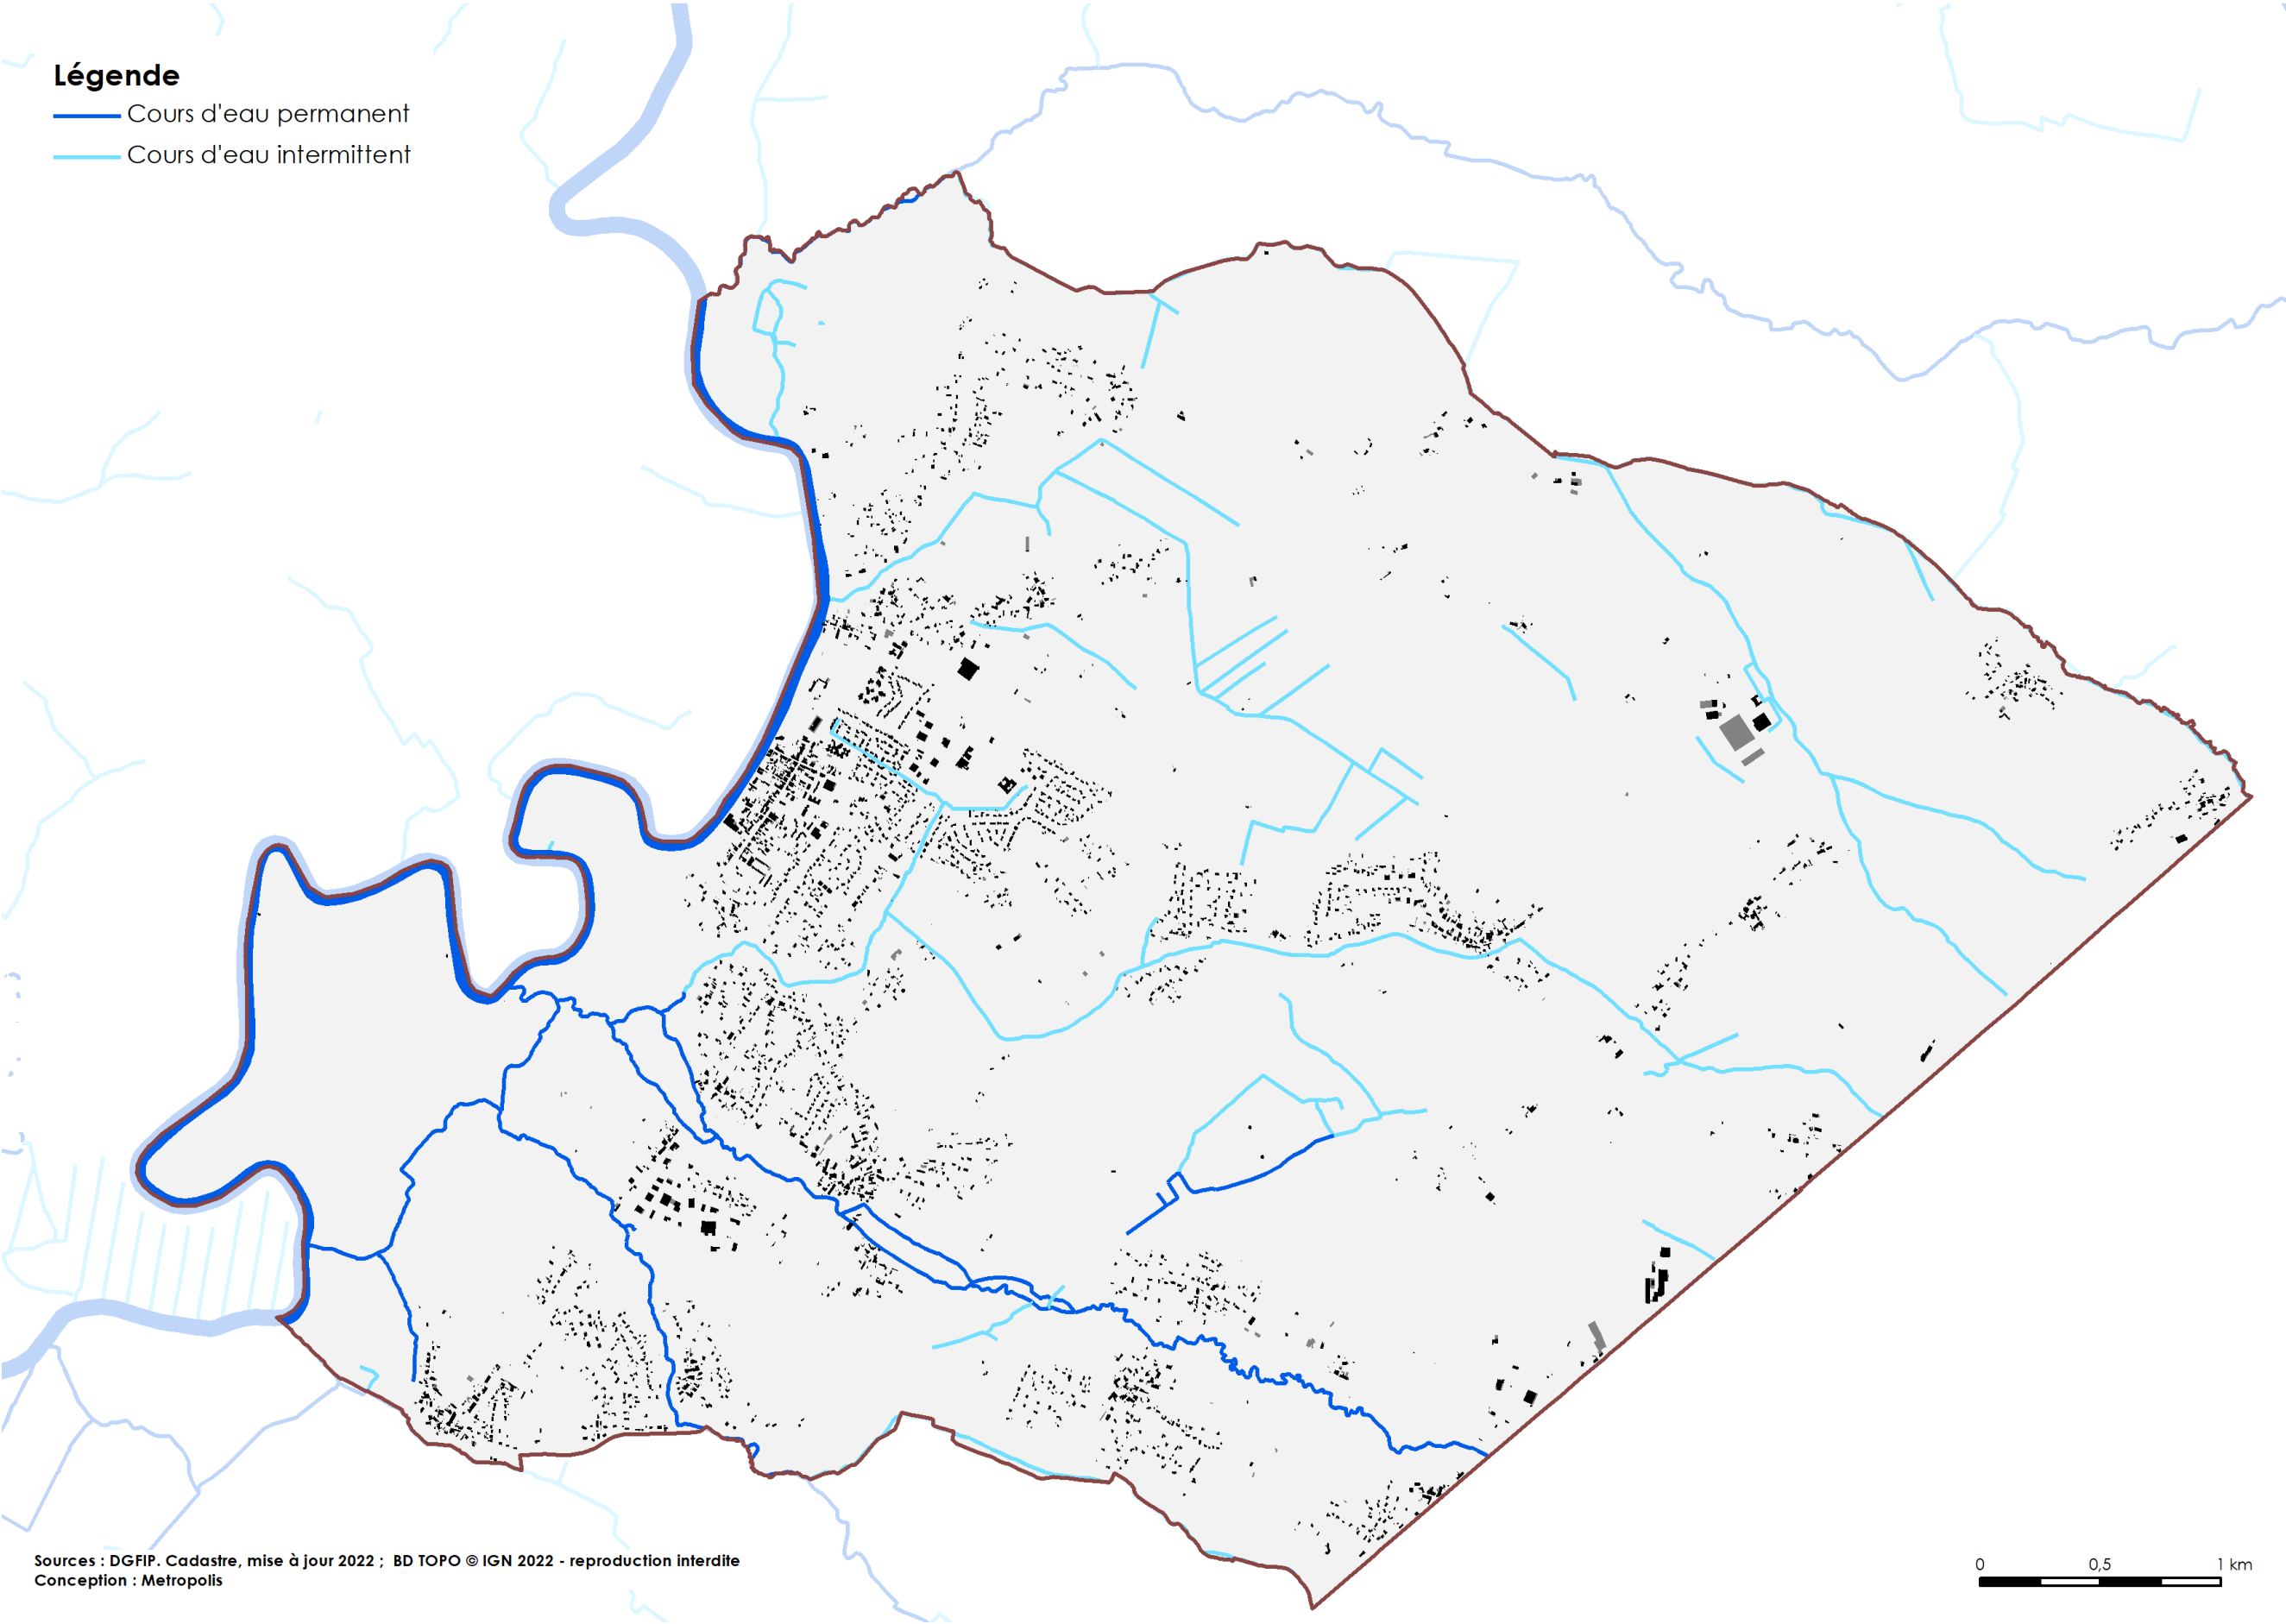 Légende
Cours d'eau permanent
Cours d'eau intermittent
Sources : DGFIP. Cadastre, mise à jour 2022 ; BD TOPO © IGN 2022 - reproduction interdite
Conception : Metropolis
0 0,5 1 km